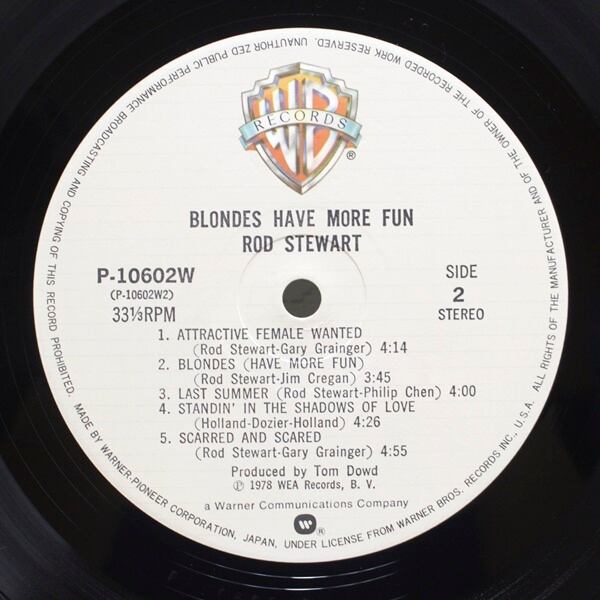 WB
RECORDS
®
BLONDES HAVE MORE FUN
ROD STEWART
P-10602W
(P-10602W2)
33⅓RPM
SIDE
2
STEREO
1. ATTRACTIVE FEMALE WANTED
(Rod Stewart-Gary Grainger) 4:14
2. BLONDES (HAVE MORE FUN)
(Rod Stewart-Jim Cregan) 3:45
3. LAST SUMMER (Rod Stewart-Philip Chen) 4:00
4. STANDIN' IN THE SHADOWS OF LOVE
(Holland-Dozier-Holland) 4:26
5. SCARRED AND SCARED
(Rod Stewart-Gary Grainger) 4:55
Produced by Tom Dowd
℗ 1978 WEA Records, B. V.
a Warner Communications Company
®
MADE BY WARNER-PIONEER CORPORATION, JAPAN, UNDER LICENSE FROM WARNER BROS. RECORDS INC., U.S.A. ALL RIGHTS OF THE MANUFACTURER AND OF THE OWNER OF THE RECORDED WORK RESERVED. UNAUTHORIZED PUBLIC PERFORMANCE BROADCASTING AND COPYING OF THIS RECORD PROHIBITED.